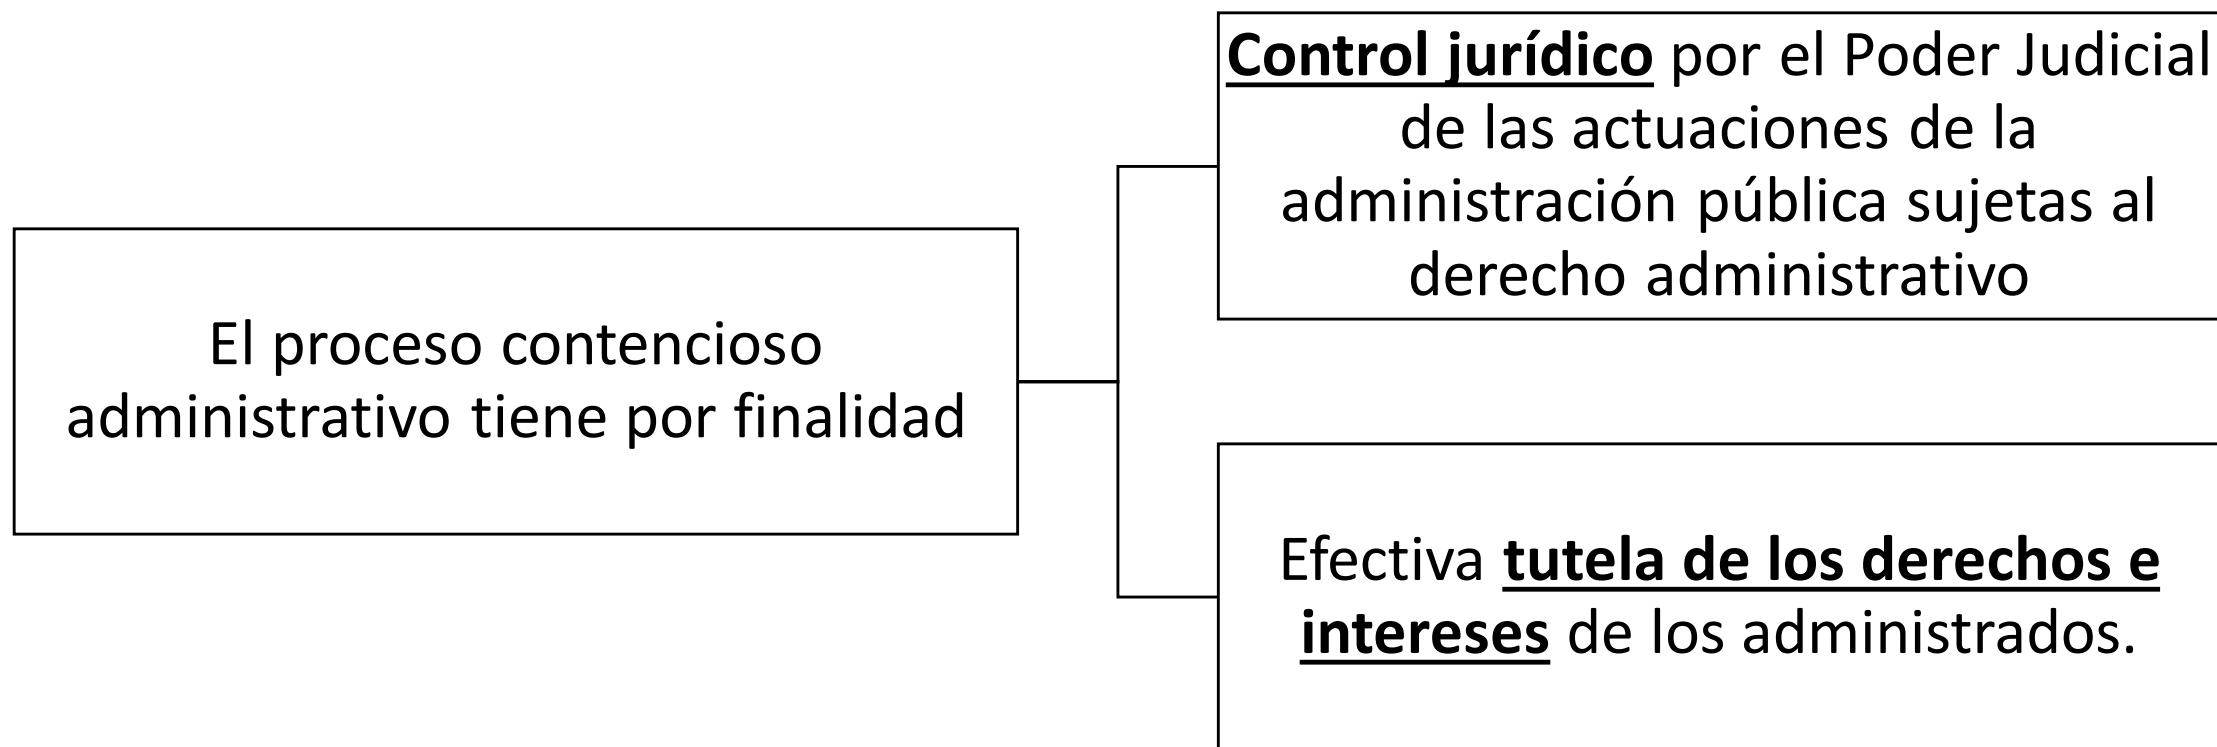 El proceso contencioso
administrativo tiene por finalidad
Control jurídico por el Poder Judicial
de las actuaciones de la
administración pública sujetas al
derecho administrativo
Efectiva tutela de los derechos e
intereses de los administrados.